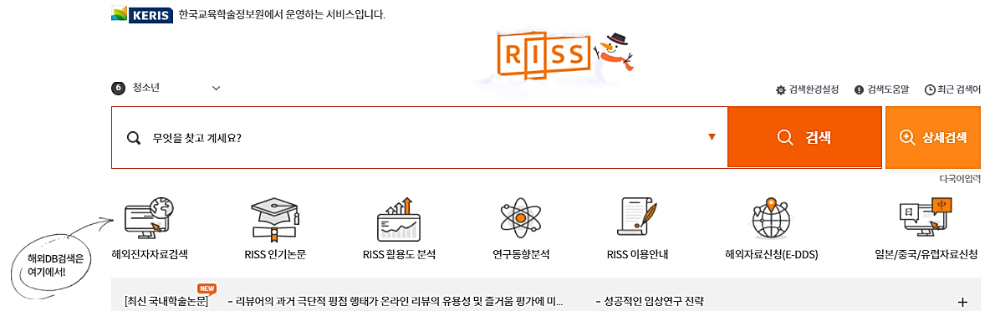 KERIS 한국교육학술정보원에서 운영하는 서비스입니다.
RISS
6 청소년
검색환경설정 검색도움말 최근 검색어
무엇을 찾고 계세요? 검색 상세검색
다국어입력
해외DB검색은
여기에서!
日 中
해외전자자료검색 RISS 인기논문 RISS 활용도 분석 연구동향분석 RISS 이용안내 해외자료신청(E-DDS) 일본/중국/유럽자료신청
NEW
[최신 국내학술논문] - 리뷰어의 과거 극단적 평점 행태가 온라인 리뷰의 유용성 및 즐거움 평가에 미... - 성공적인 임상연구 전략 +